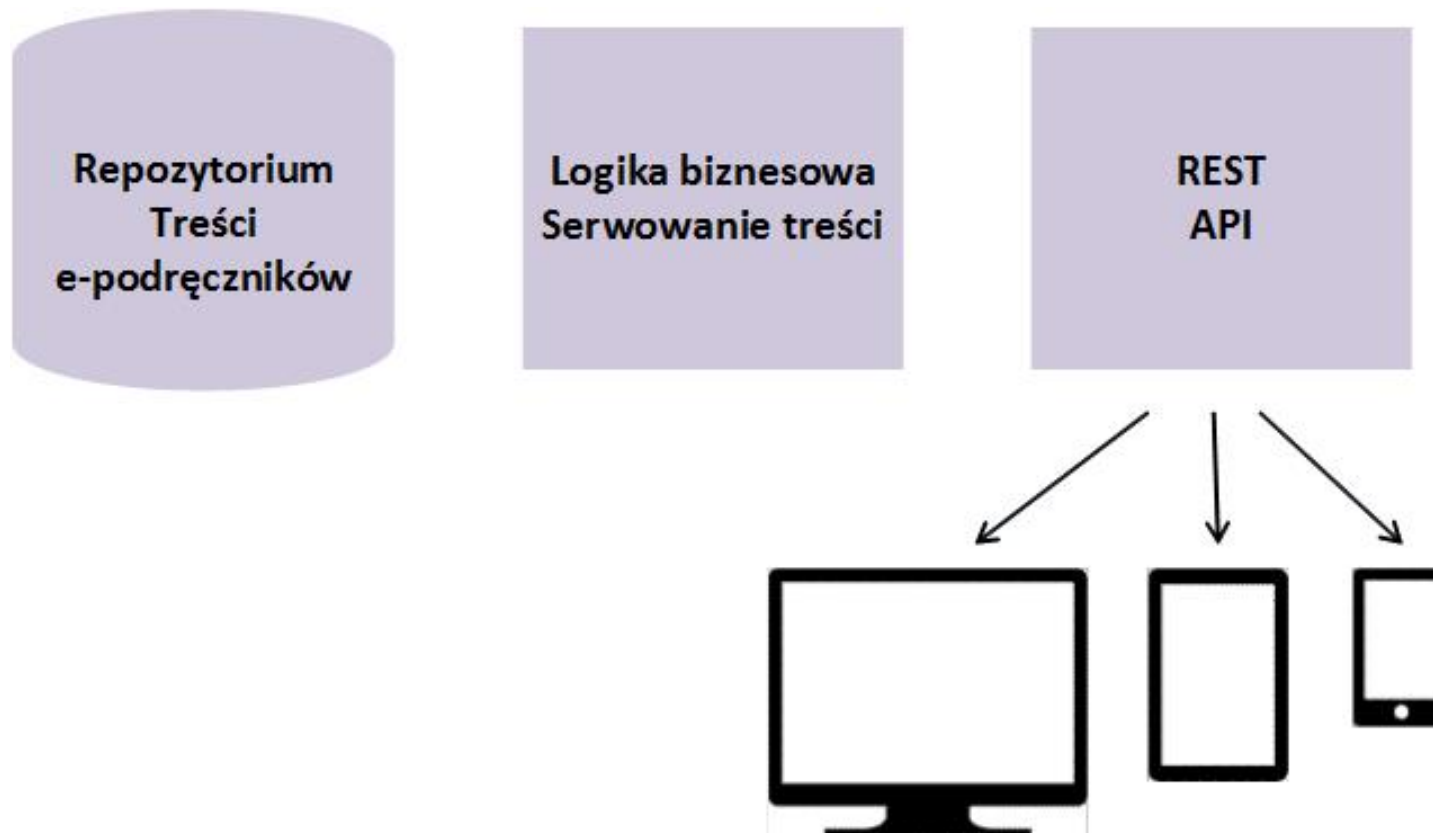 Repozytorium
Treści
e-podręczników
Logika biznesowa
Serwowanie treści
REST
API